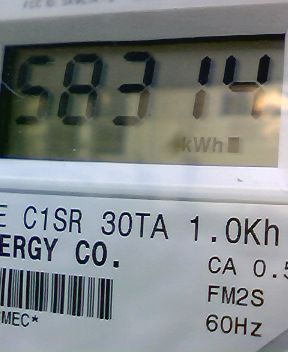 58314
kWh
E C1SR 30TA 1.0Kh
ERGY CO.
CA 0.5
FM2S
MEC*
60Hz